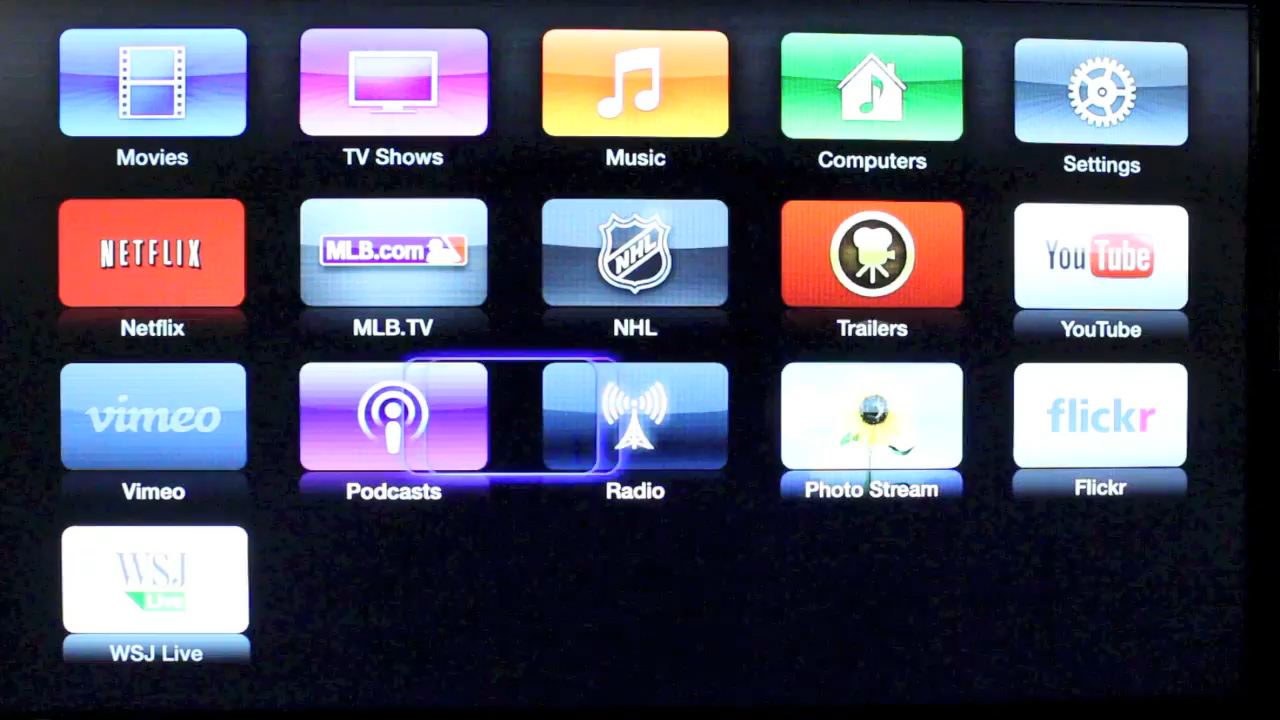 Movies
TV Shows
Music
Computers
Settings
NETFLIX
MLB.com
NHL
You Tube
Netflix
MLB.TV
NHL
Trailers
YouTube
vimeo
flickr
Vimeo
Podcasts
Radio
Photo Stream
Flickr
WSJ
Live
WSJ Live